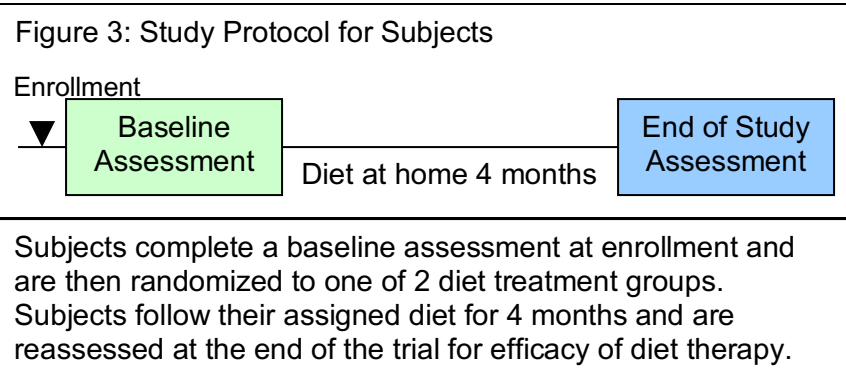 Figure 3: Study Protocol for Subjects
Enrollment
Baseline
Assessment
Diet at home 4 months
End of Study
Assessment
Subjects complete a baseline assessment at enrollment and
are then randomized to one of 2 diet treatment groups.
Subjects follow their assigned diet for 4 months and are
reassessed at the end of the trial for efficacy of diet therapy.